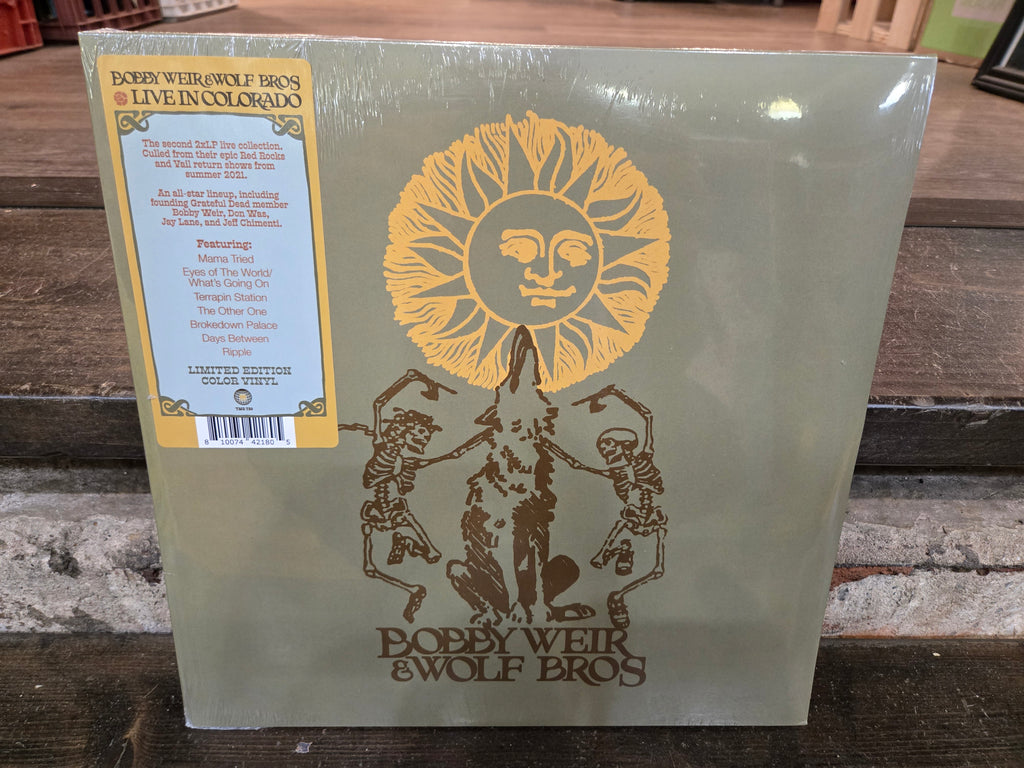 BOBBY WEIR & WOLF BROS
LIVE IN COLORADO
The second 2xLP live collection.
Culled from their epic Red Rocks
and Vail return shows from
summer 2021.
An all-star lineup, including
founding Grateful Dead member
Bobby Weir, Don Was,
Jay Lane, and Jeff Chimenti.
Featuring:
Mama Tried
Eyes of The World/
What's Going On
Terrapin Station
The Other One
Brokedown Palace
Days Between
Ripple
LIMITED EDITION
COLOR VINYL
8 10074 42180 5
BOBBY WEIR
& WOLF BROS